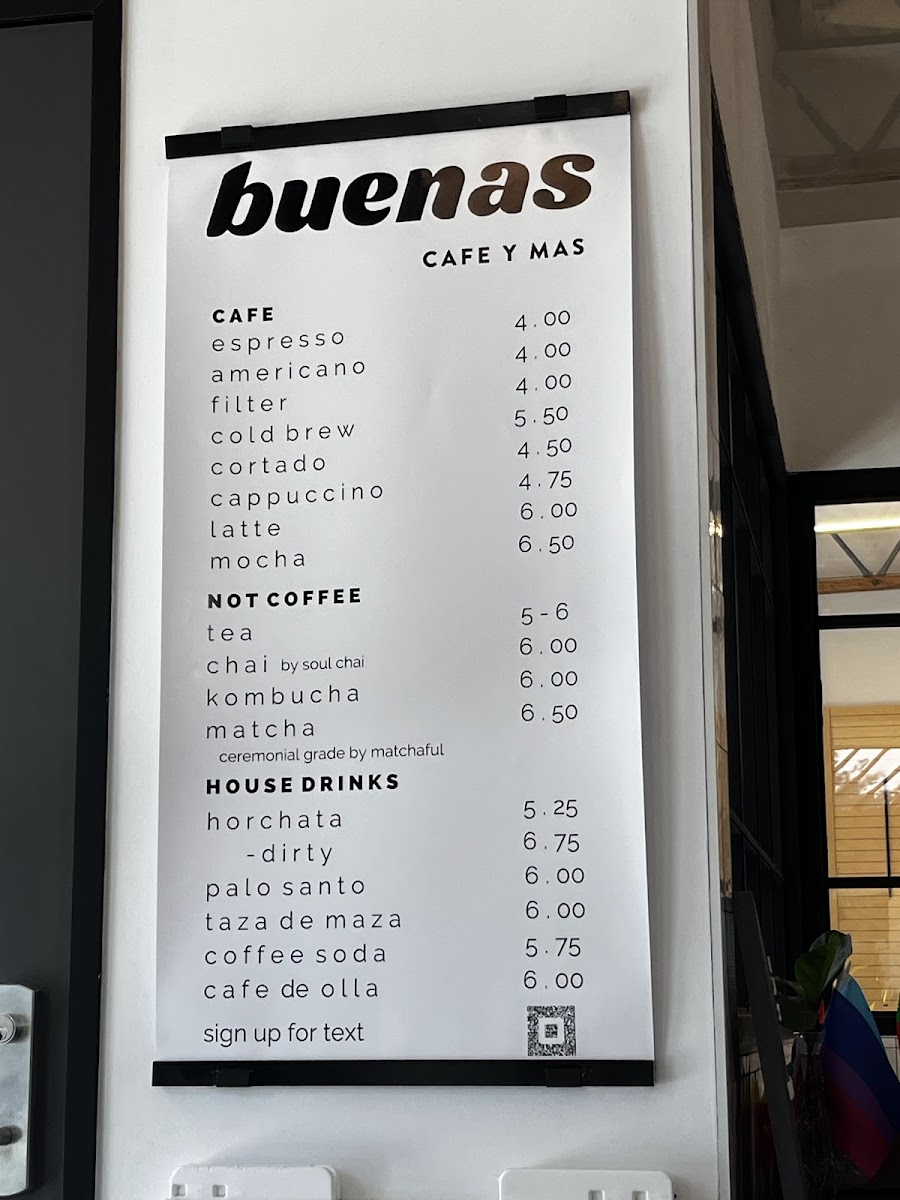 buenas
CAFE Y MAS
CAFE
espresso 4.00
americano 4.00
filter 4.00
cold brew 5.50
cortado 4.50
cappuccino 4.75
latte 6.00
mocha 6.50
NOT COFFEE
tea 5-6
chai by soul chai 6.00
kombucha 6.00
matcha 6.50
ceremonial grade by matchaful
HOUSE DRINKS
horchata 5.25
-dirty 6.75
palo santo 6.00
taza de maza 6.00
coffee soda 5.75
cafe de olla 6.00
sign up for text